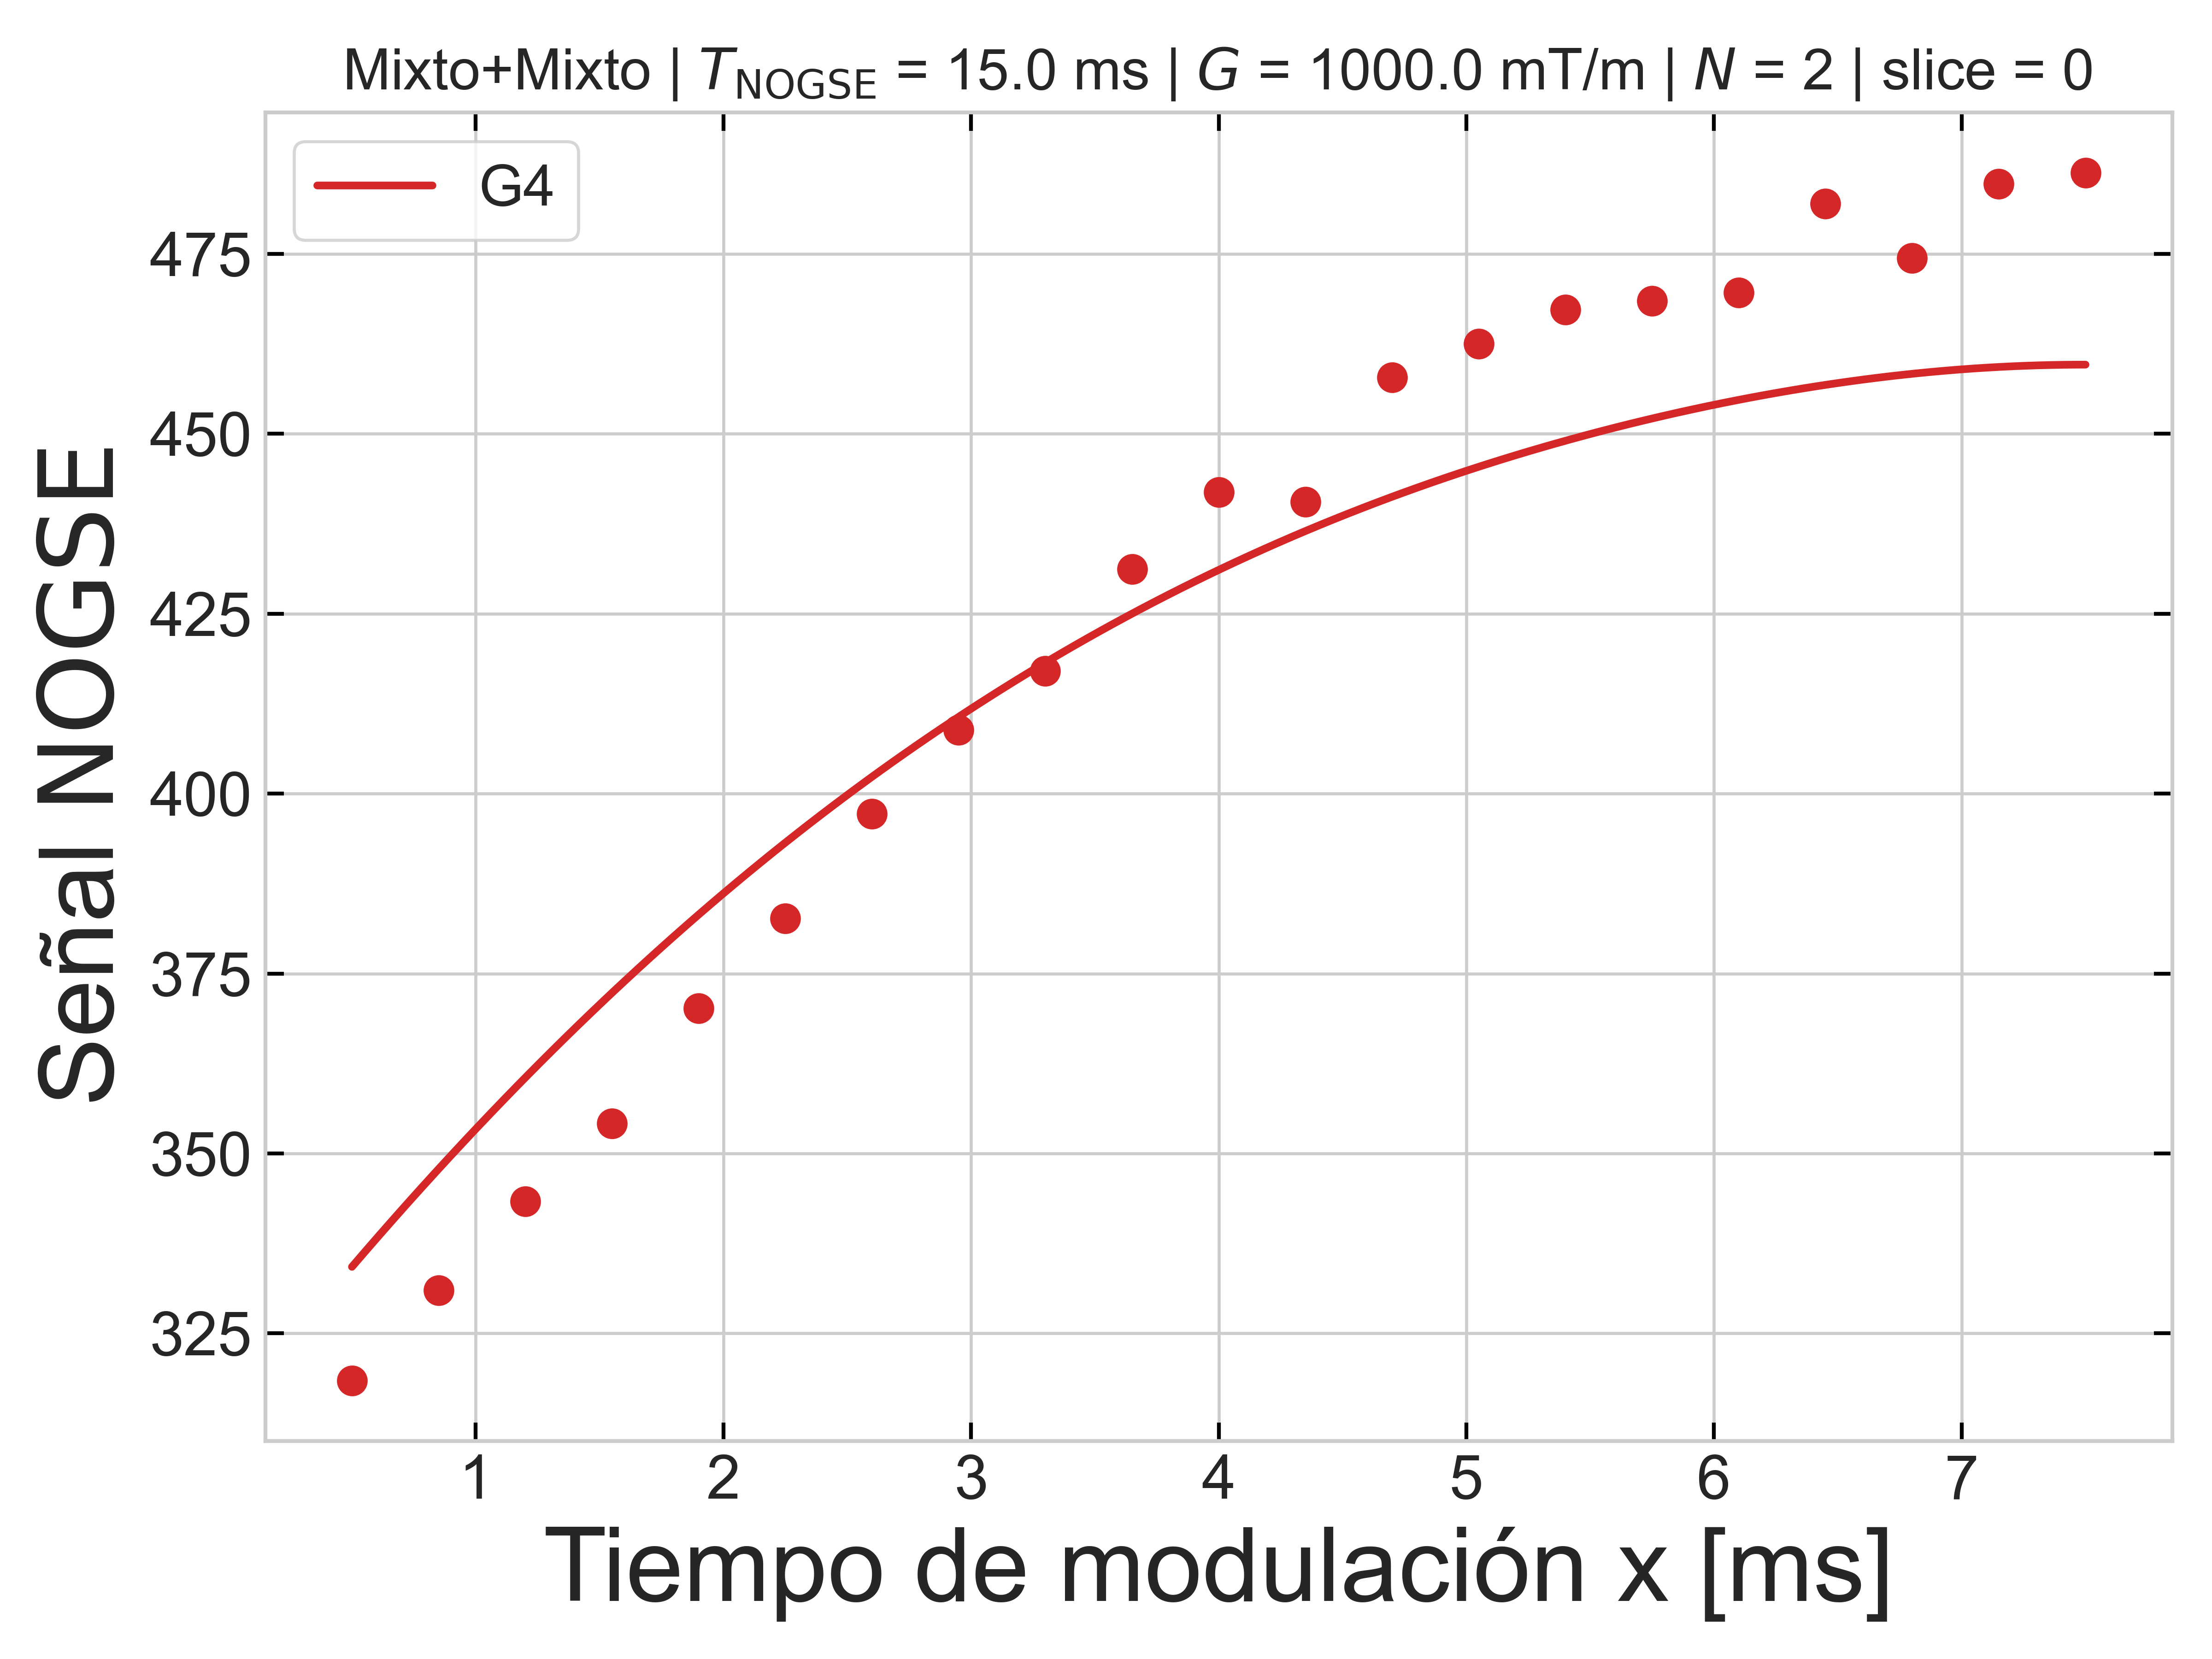 Mixto+Mixto | T_NOGSE = 15.0 ms | G = 1000.0 mT/m | N = 2 | slice = 0
G4
Señal NOGSE
475
450
425
400
375
350
325
1 2 3 4 5 6 7
Tiempo de modulación x [ms]